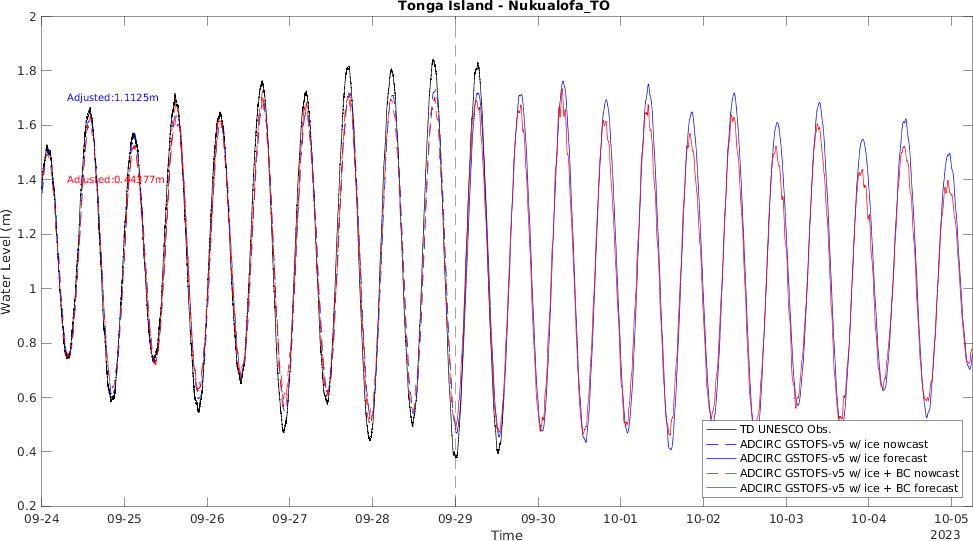 Tonga Island - Nukualofa_TO
2
1.8
1.6
1.4
1.2
1
0.8
0.6
0.4
0.2
Water Level (m)
Adjusted:1.1125m
Adjusted:0.44377m
TD UNESCO Obs.
ADCIRC GSTOFS-v5 w/ ice nowcast
ADCIRC GSTOFS-v5 w/ ice forecast
ADCIRC GSTOFS-v5 w/ ice + BC nowcast
ADCIRC GSTOFS-v5 w/ ice + BC forecast
09-24 09-25 09-26 09-27 09-28 09-29 09-30 10-01 10-02 10-03 10-04 10-05
2023
Time